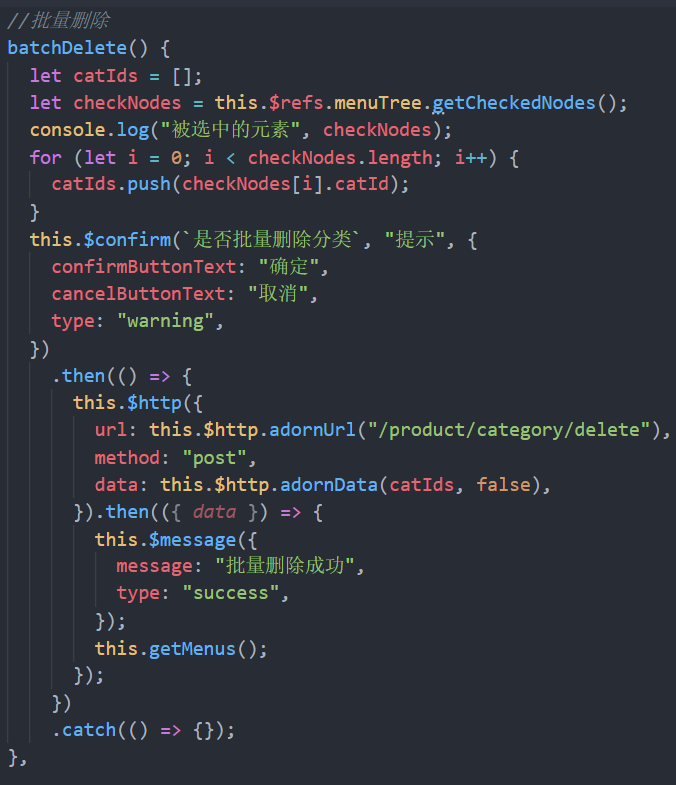 //批量删除
batchDelete() {
  let catIds = [];
  let checkNodes = this.$refs.menuTree.getCheckedNodes();
  console.log("被选中的元素", checkNodes);
  for (let i = 0; i < checkNodes.length; i++) {
    catIds.push(checkNodes[i].catId);
  }
  this.$confirm(`是否批量删除分类`, "提示", {
    confirmButtonText: "确定",
    cancelButtonText: "取消",
    type: "warning",
  })
    .then(() => {
      this.$http({
        url: this.$http.adornUrl("/product/category/delete"),
        method: "post",
        data: this.$http.adornData(catIds, false),
      }).then(({ data }) => {
        this.$message({
          message: "批量删除成功",
          type: "success",
        });
        this.getMenus();
      });
    })
    .catch(() => {});
},